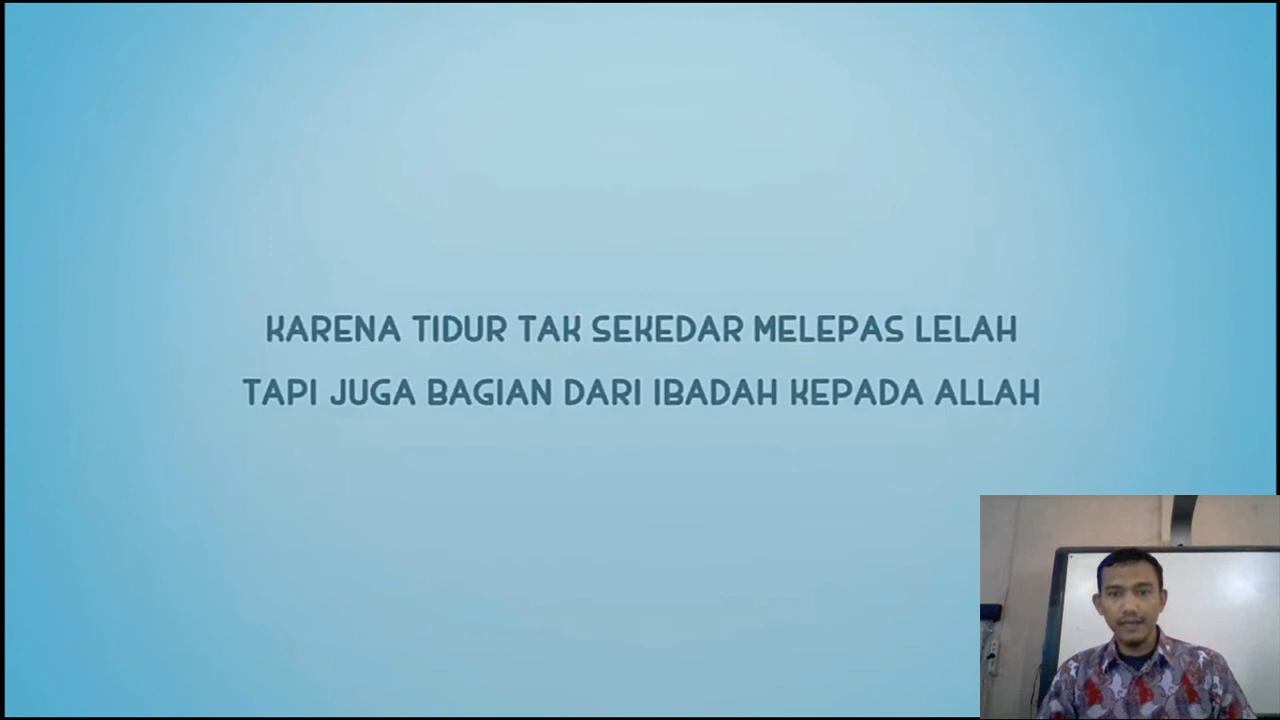 KARENA TIDUR TAK SEKEDAR MELEPAS LELAH
TAPI JUGA BAGIAN DARI IBADAH KEPADA ALLAH